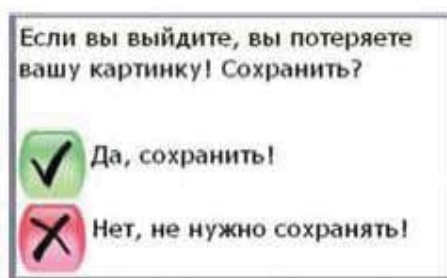 Если вы выйдите, вы потеряете
вашу картинку! Сохранить?
Да, сохранить!
Нет, не нужно сохранять!